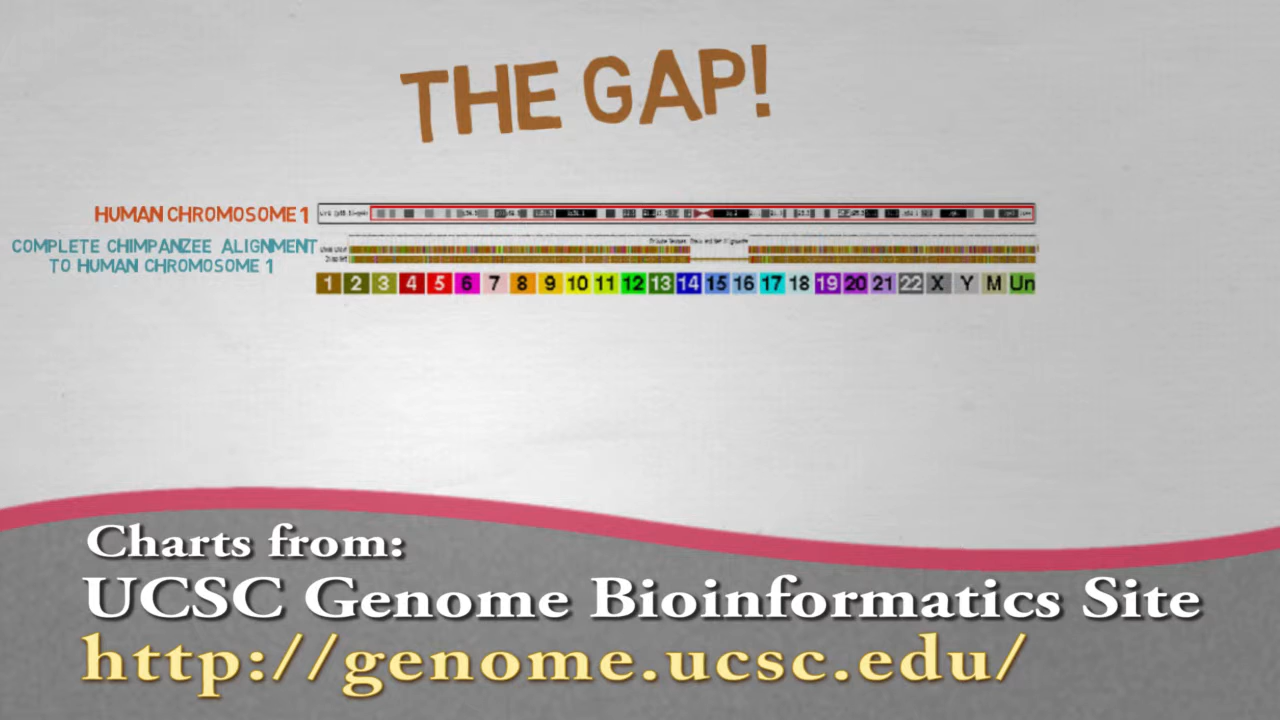 THE GAP!
HUMAN CHROMOSOME 1
COMPLETE CHIMPANZEE ALIGNMENT
TO HUMAN CHROMOSOME 1
1 2 3 4 5 6 7 8 9 10 11 12 13 14 15 16 17 18 19 20 21 22 X Y M Un
Charts from:
UCSC Genome Bioinformatics Site
http://genome.ucsc.edu/